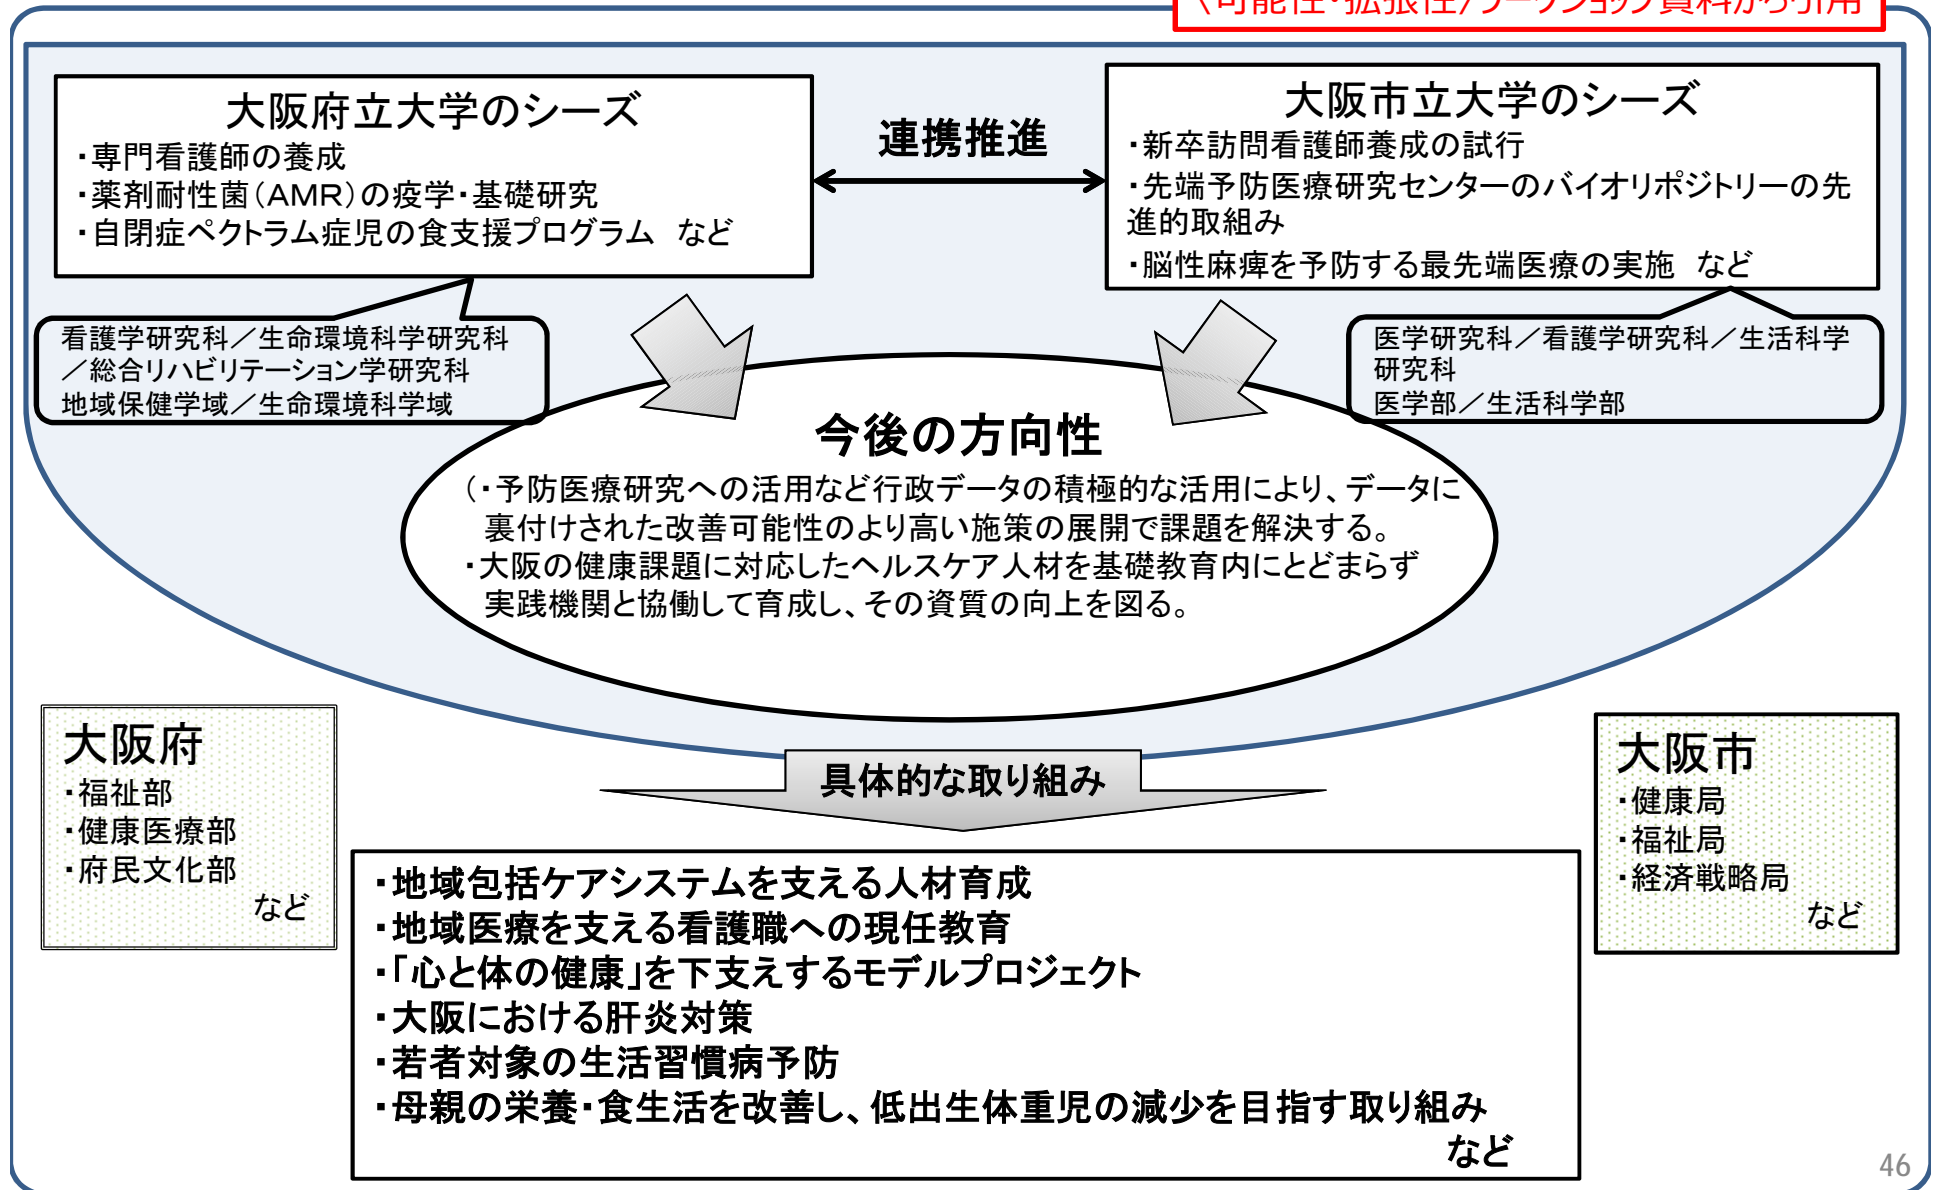 〈可能性・拡張性〉ワークショップ資料から引用
大阪府立大学のシーズ
・専門看護師の養成
・薬剤耐性菌（AMR）の疫学・基礎研究
・自閉症ペクトラム症児の食支援プログラム　など
連携推進
大阪市立大学のシーズ
・新卒訪問看護師養成の試行
・先端予防医療研究センターのバイオリポジトリーの先
進的取組み
・脳性麻痺を予防する最先端医療の実施　など
看護学研究科／生命環境科学研究科
／総合リハビリテーション学研究科
地域保健学域／生命環境科学域
医学研究科／看護学研究科／生活科学
研究科
医学部／生活科学部
今後の方向性
（・予防医療研究への活用など行政データの積極的な活用により、データに
裏付けされた改善可能性のより高い施策の展開で課題を解決する。
・大阪の健康課題に対応したヘルスケア人材を基礎教育内にとどまらず
実践機関と協働して育成し、その資質の向上を図る。
大阪府
・福祉部
・健康医療部
・府民文化部
など
具体的な取り組み
大阪市
・健康局
・福祉局
・経済戦略局
など
・地域包括ケアシステムを支える人材育成
・地域医療を支える看護職への現任教育
・「心と体の健康」を下支えするモデルプロジェクト
・大阪における肝炎対策
・若者対象の生活習慣病予防
・母親の栄養・食生活を改善し、低出生体重児の減少を目指す取り組み
など
46